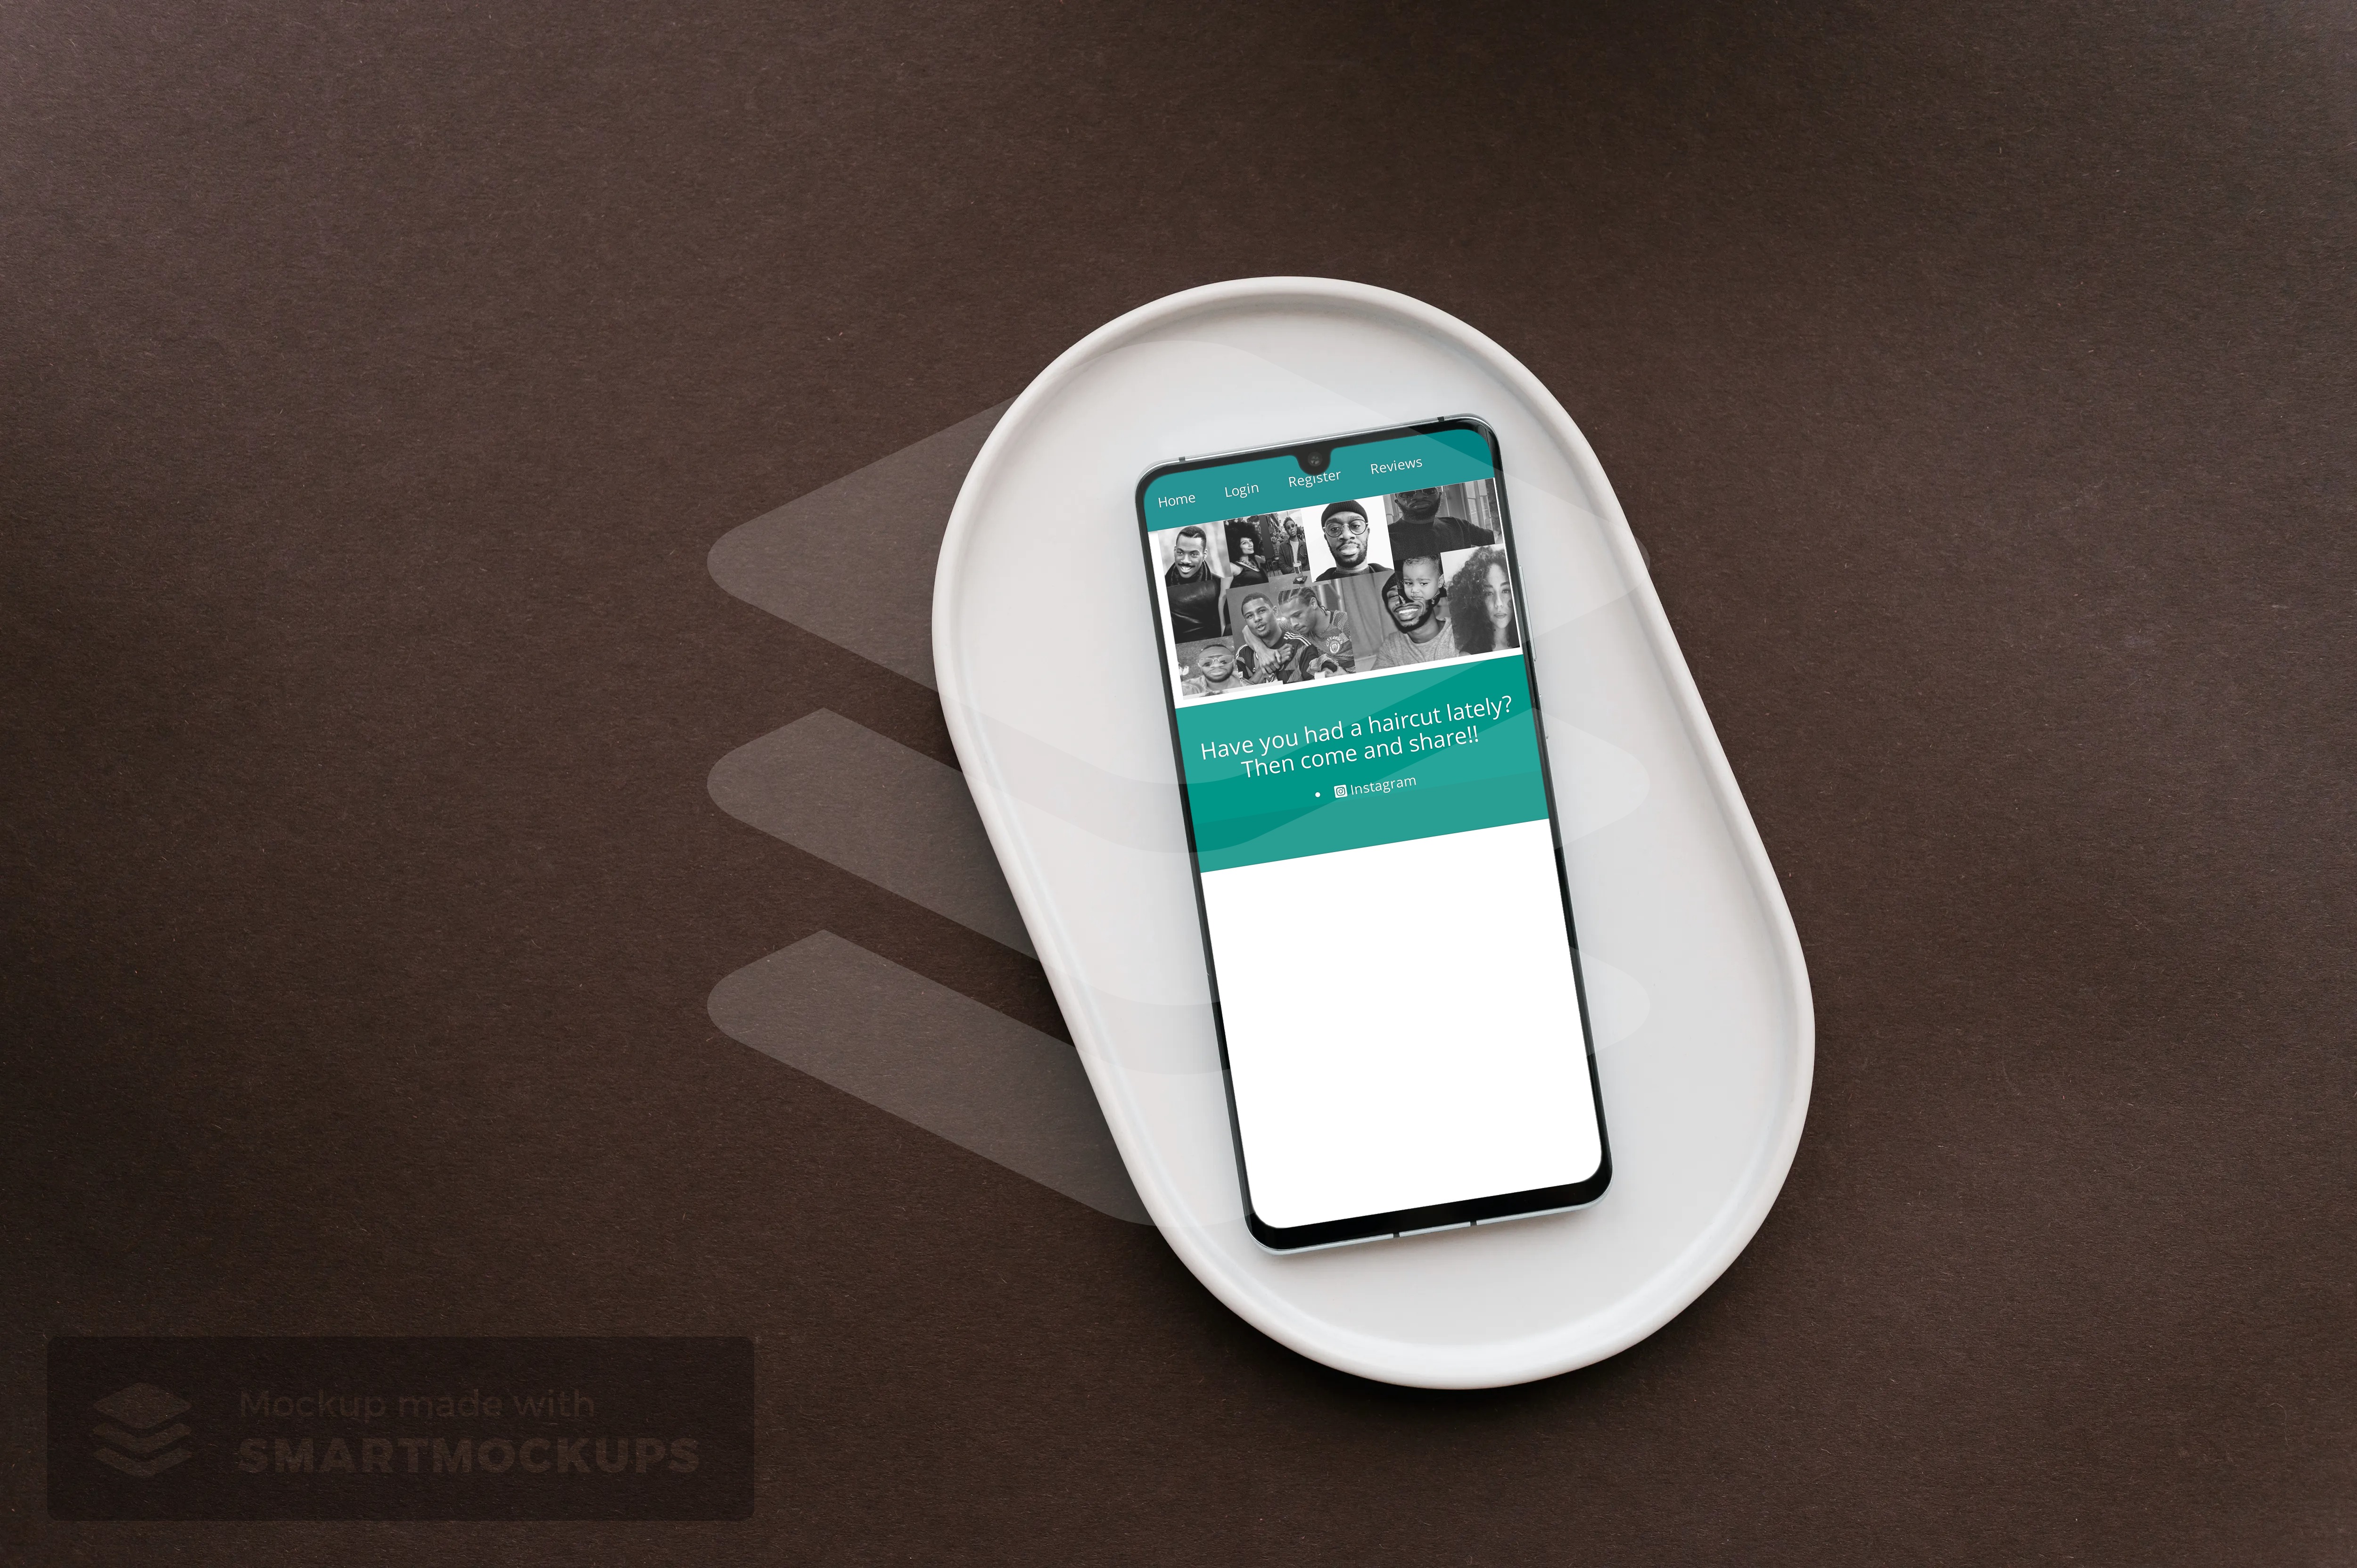 Home Login Register Reviews
Have you had a haircut lately?
Then come and share!!
Instagram
Mockup made with
SMARTMOCKUPS